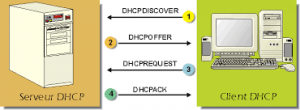 DHCPDISCOVER
1
2
DHCPOFFER
DHCPREQUEST
3
4
DHCPACK
Serveur DHCP
Client DHCP